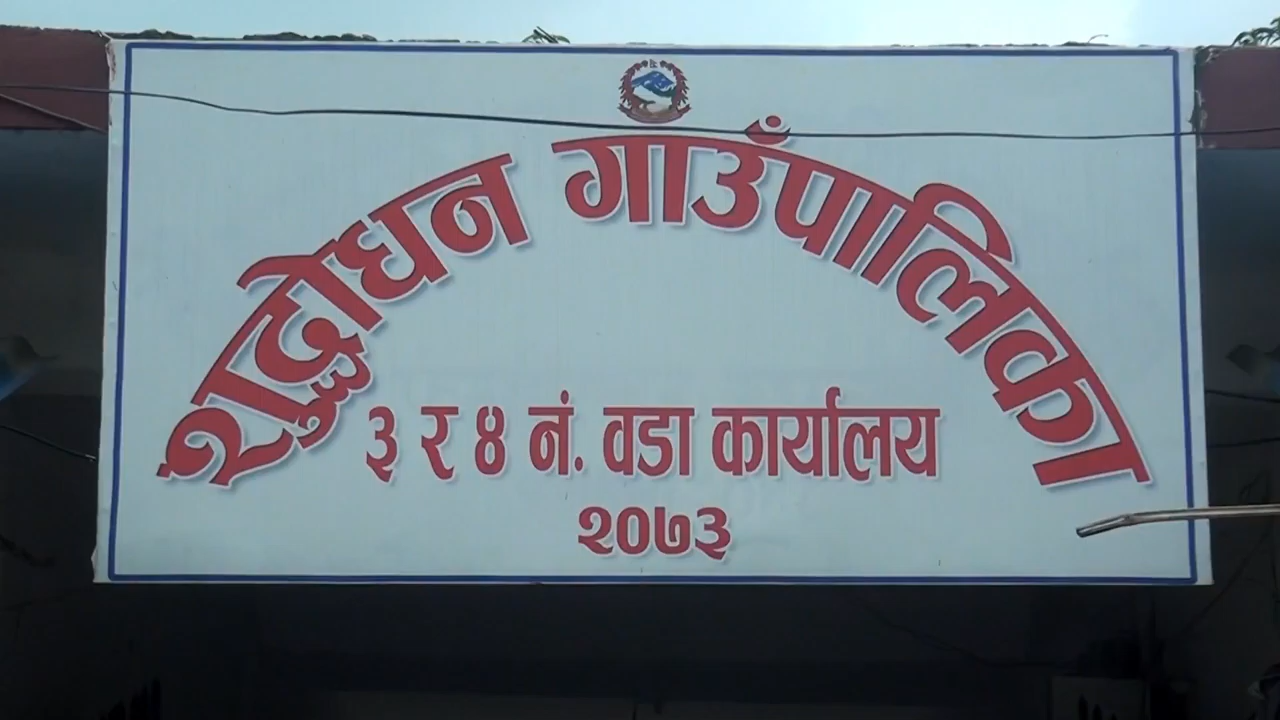 शुद्धोधन गाउँपालिका
३ र ४ नं. वडा कार्यालय
२०७३